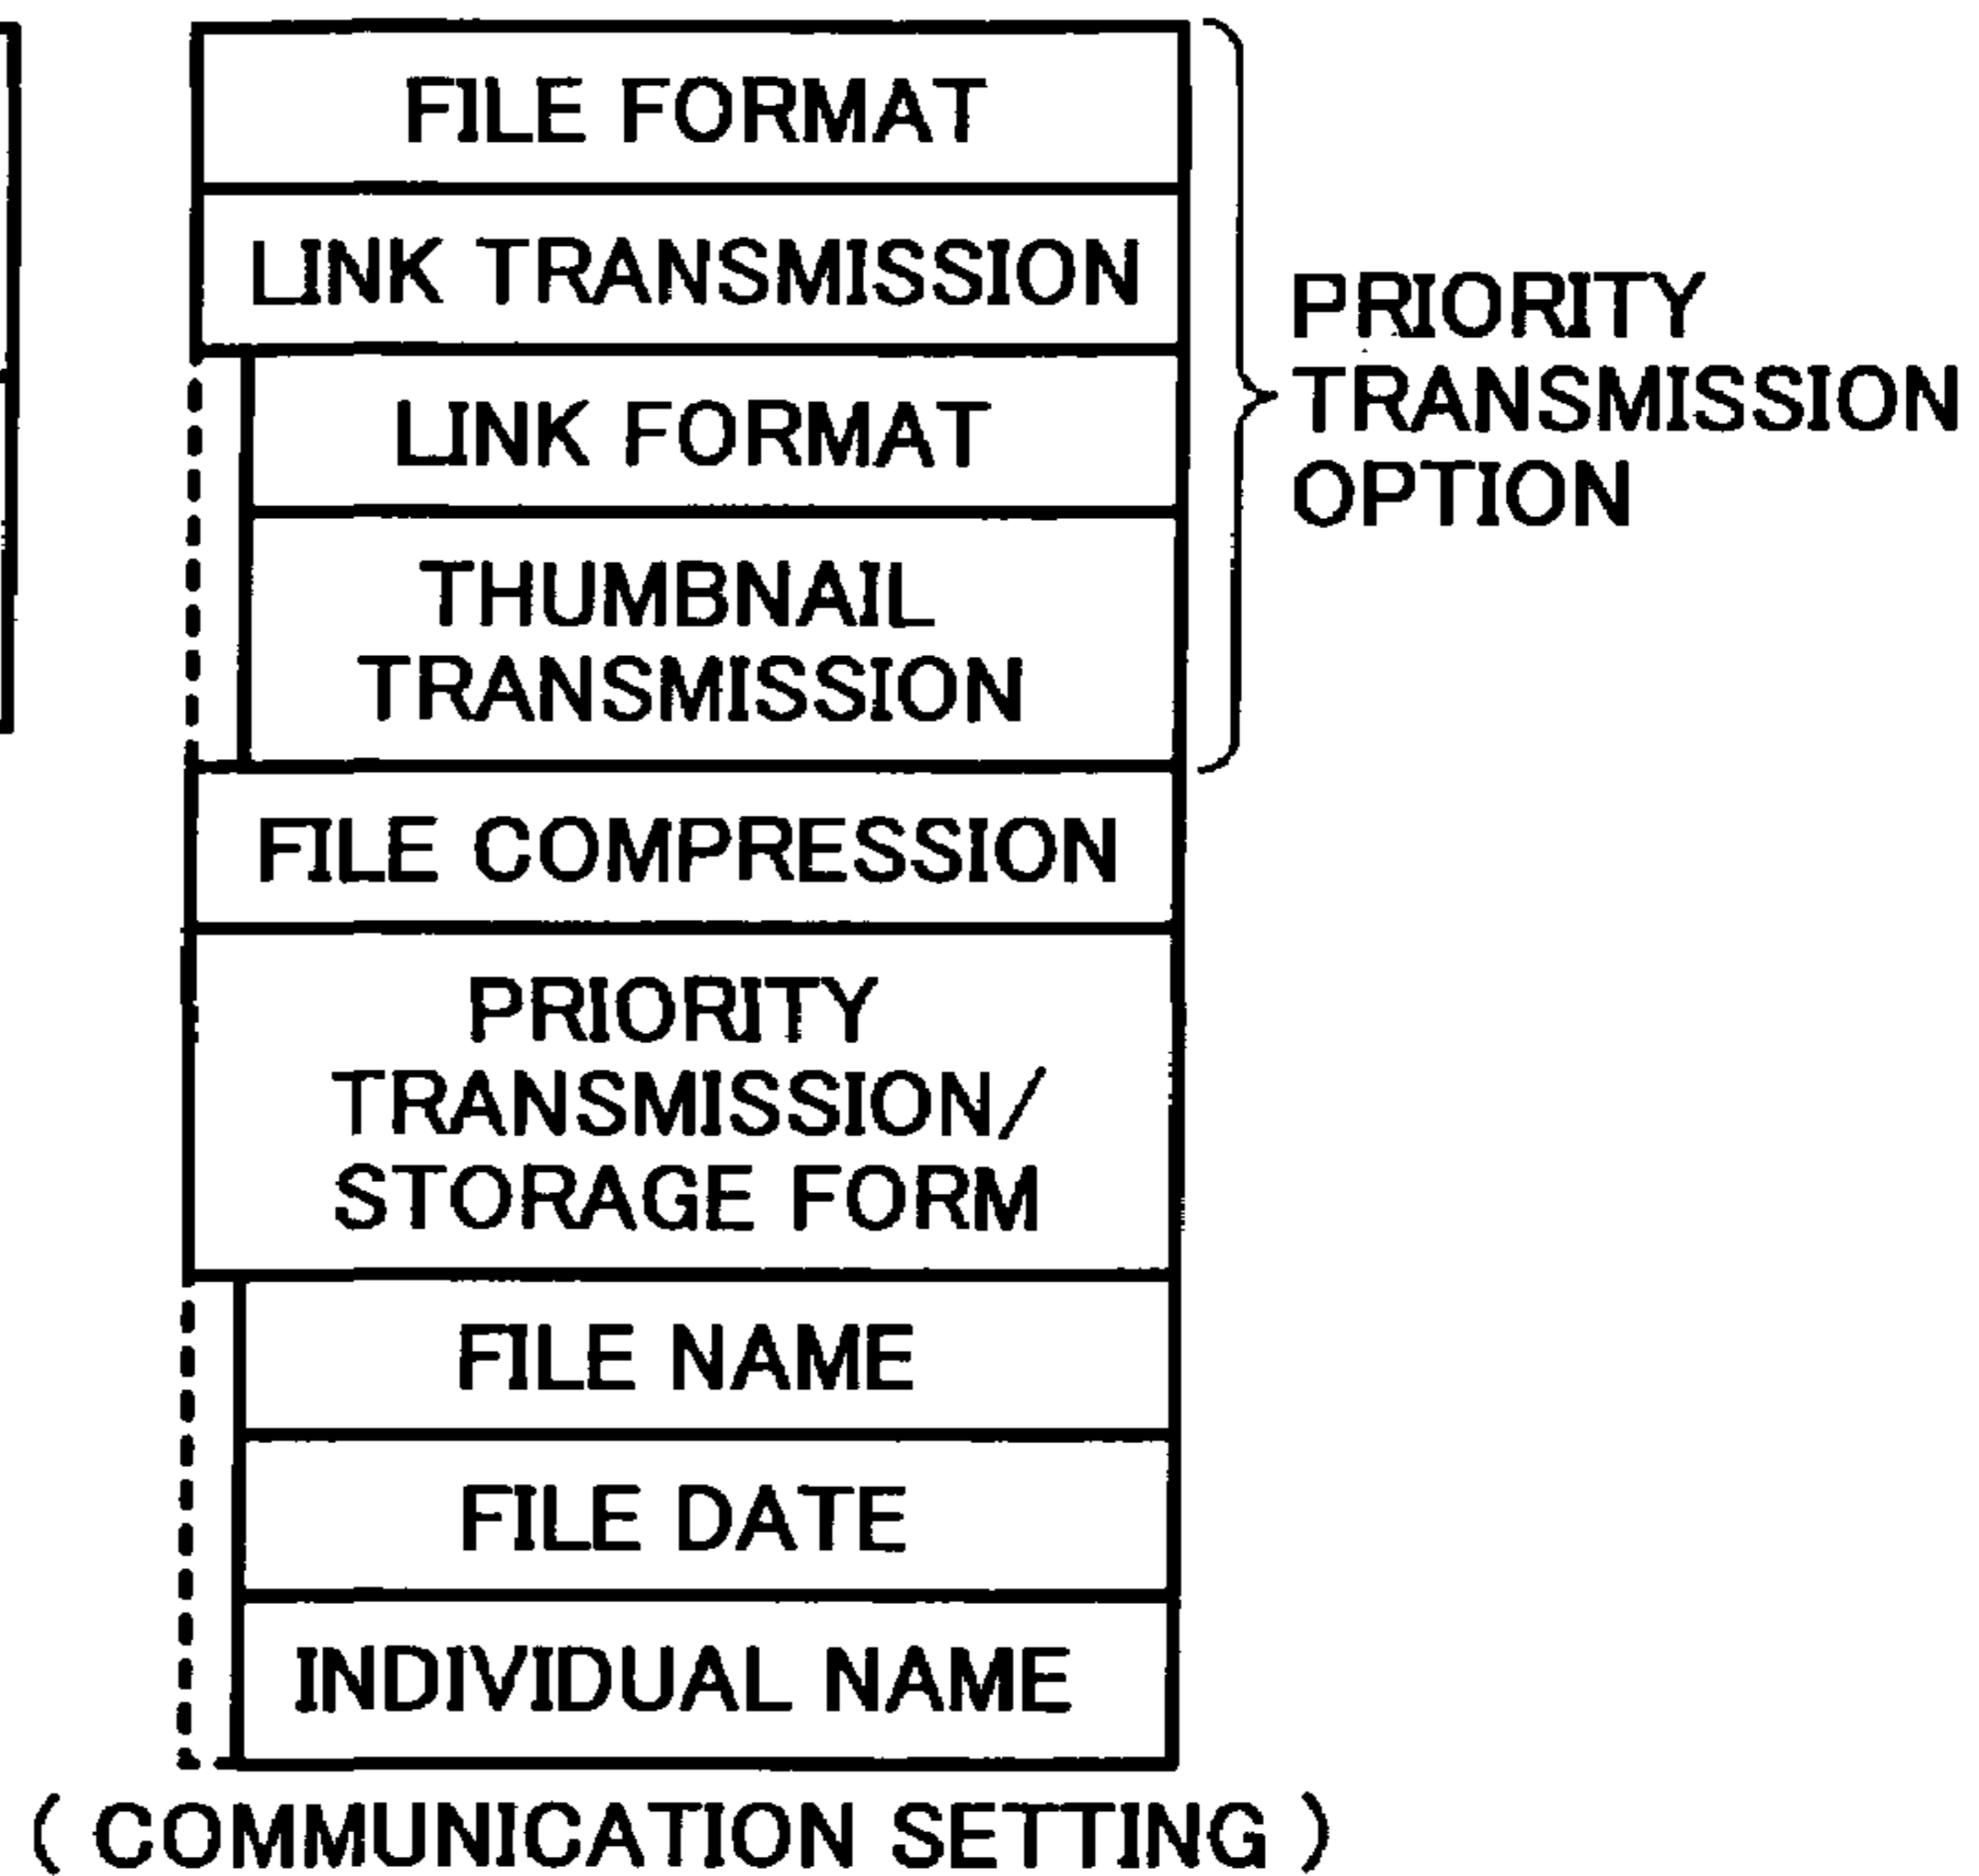 FILE FORMAT
LINK TRANSMISSION
LINK FORMAT
THUMBNAIL
TRANSMISSION
PRIORITY
TRANSMISSION
OPTION
FILE COMPRESSION
PRIORITY
TRANSMISSION/
STORAGE FORM
FILE NAME
FILE DATE
INDIVIDUAL NAME
( COMMUNICATION SETTING )